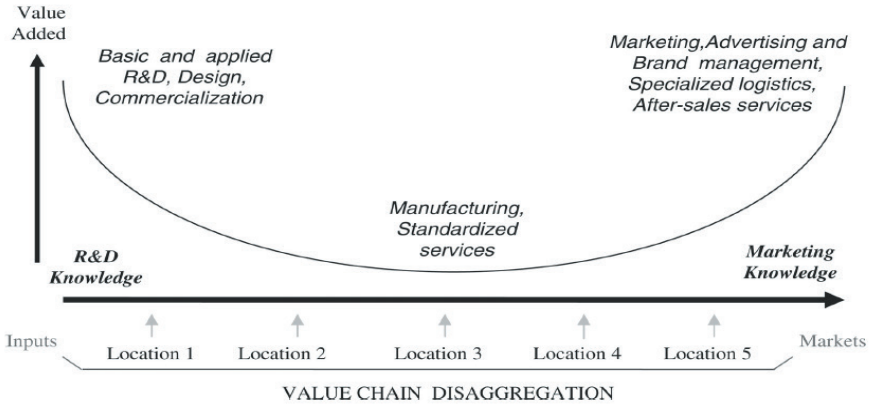 Value
Added
Basic and applied
R&D, Design,
Commercialization
Marketing,Advertising and
Brand management,
Specialized logistics,
After-sales services
Manufacturing,
Standardized
services
R&D
Knowledge
Marketing
Knowledge
Inputs
Location 1
Location 2
Location 3
Location 4
Location 5
Markets
VALUE CHAIN DISAGGREGATION